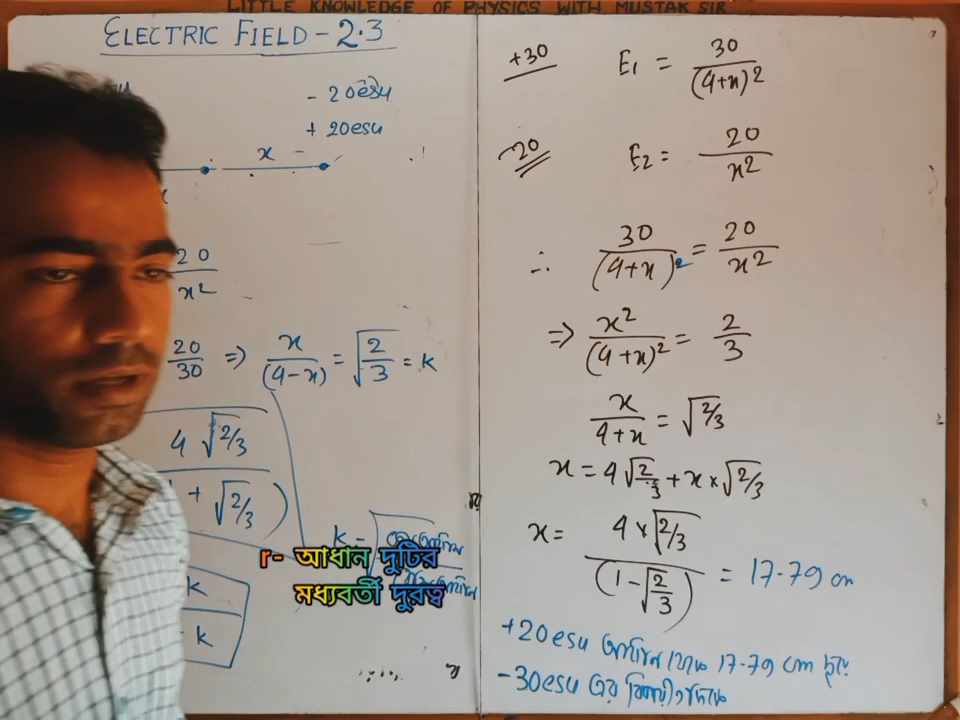 LITTLE KNOWLEDGE OF PHYSICS WITH MUSTAK SIR
ELECTRIC FIELD - 2.3
- 20esu
+ 20esu
x
20
x²
20/30 => x/(4-x) = √2/3 = k
4 √2/3
+ √2/3 )
k = √
r- আধান দুটির
মধ্যবর্তী দুরত্ব
k
k
+30 E₁ = 30/(4+x)²
-20 E₂ = 20/x²
∴ 30/(4+x)² = 20/x²
=> x²/(4+x)² = 2/3
x/4+x = √2/3
x = 4√2/3 + x × √2/3
x = 4×√2/3 / (1-√2/3) = 17.79 cm
+20esu 17.79 cm দূরে
-30esu এর বিপরীত দিকে